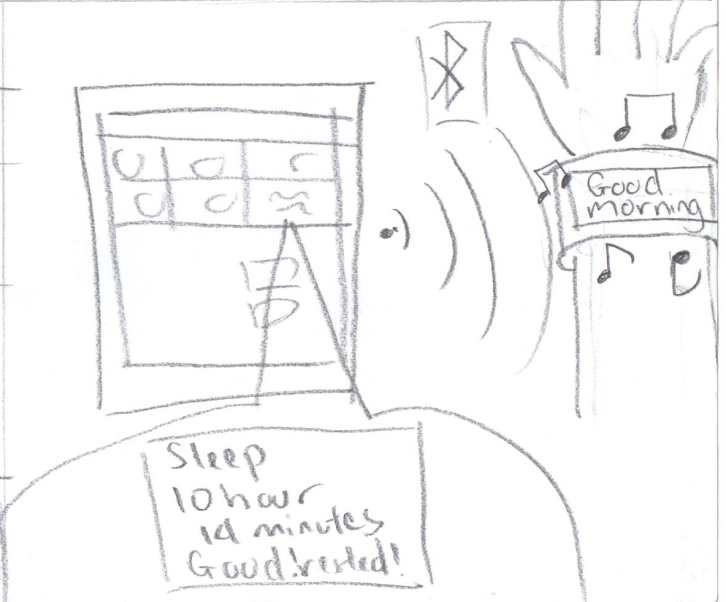 Good
morning
Sleep
10 hour
14 minutes
Good! rested!